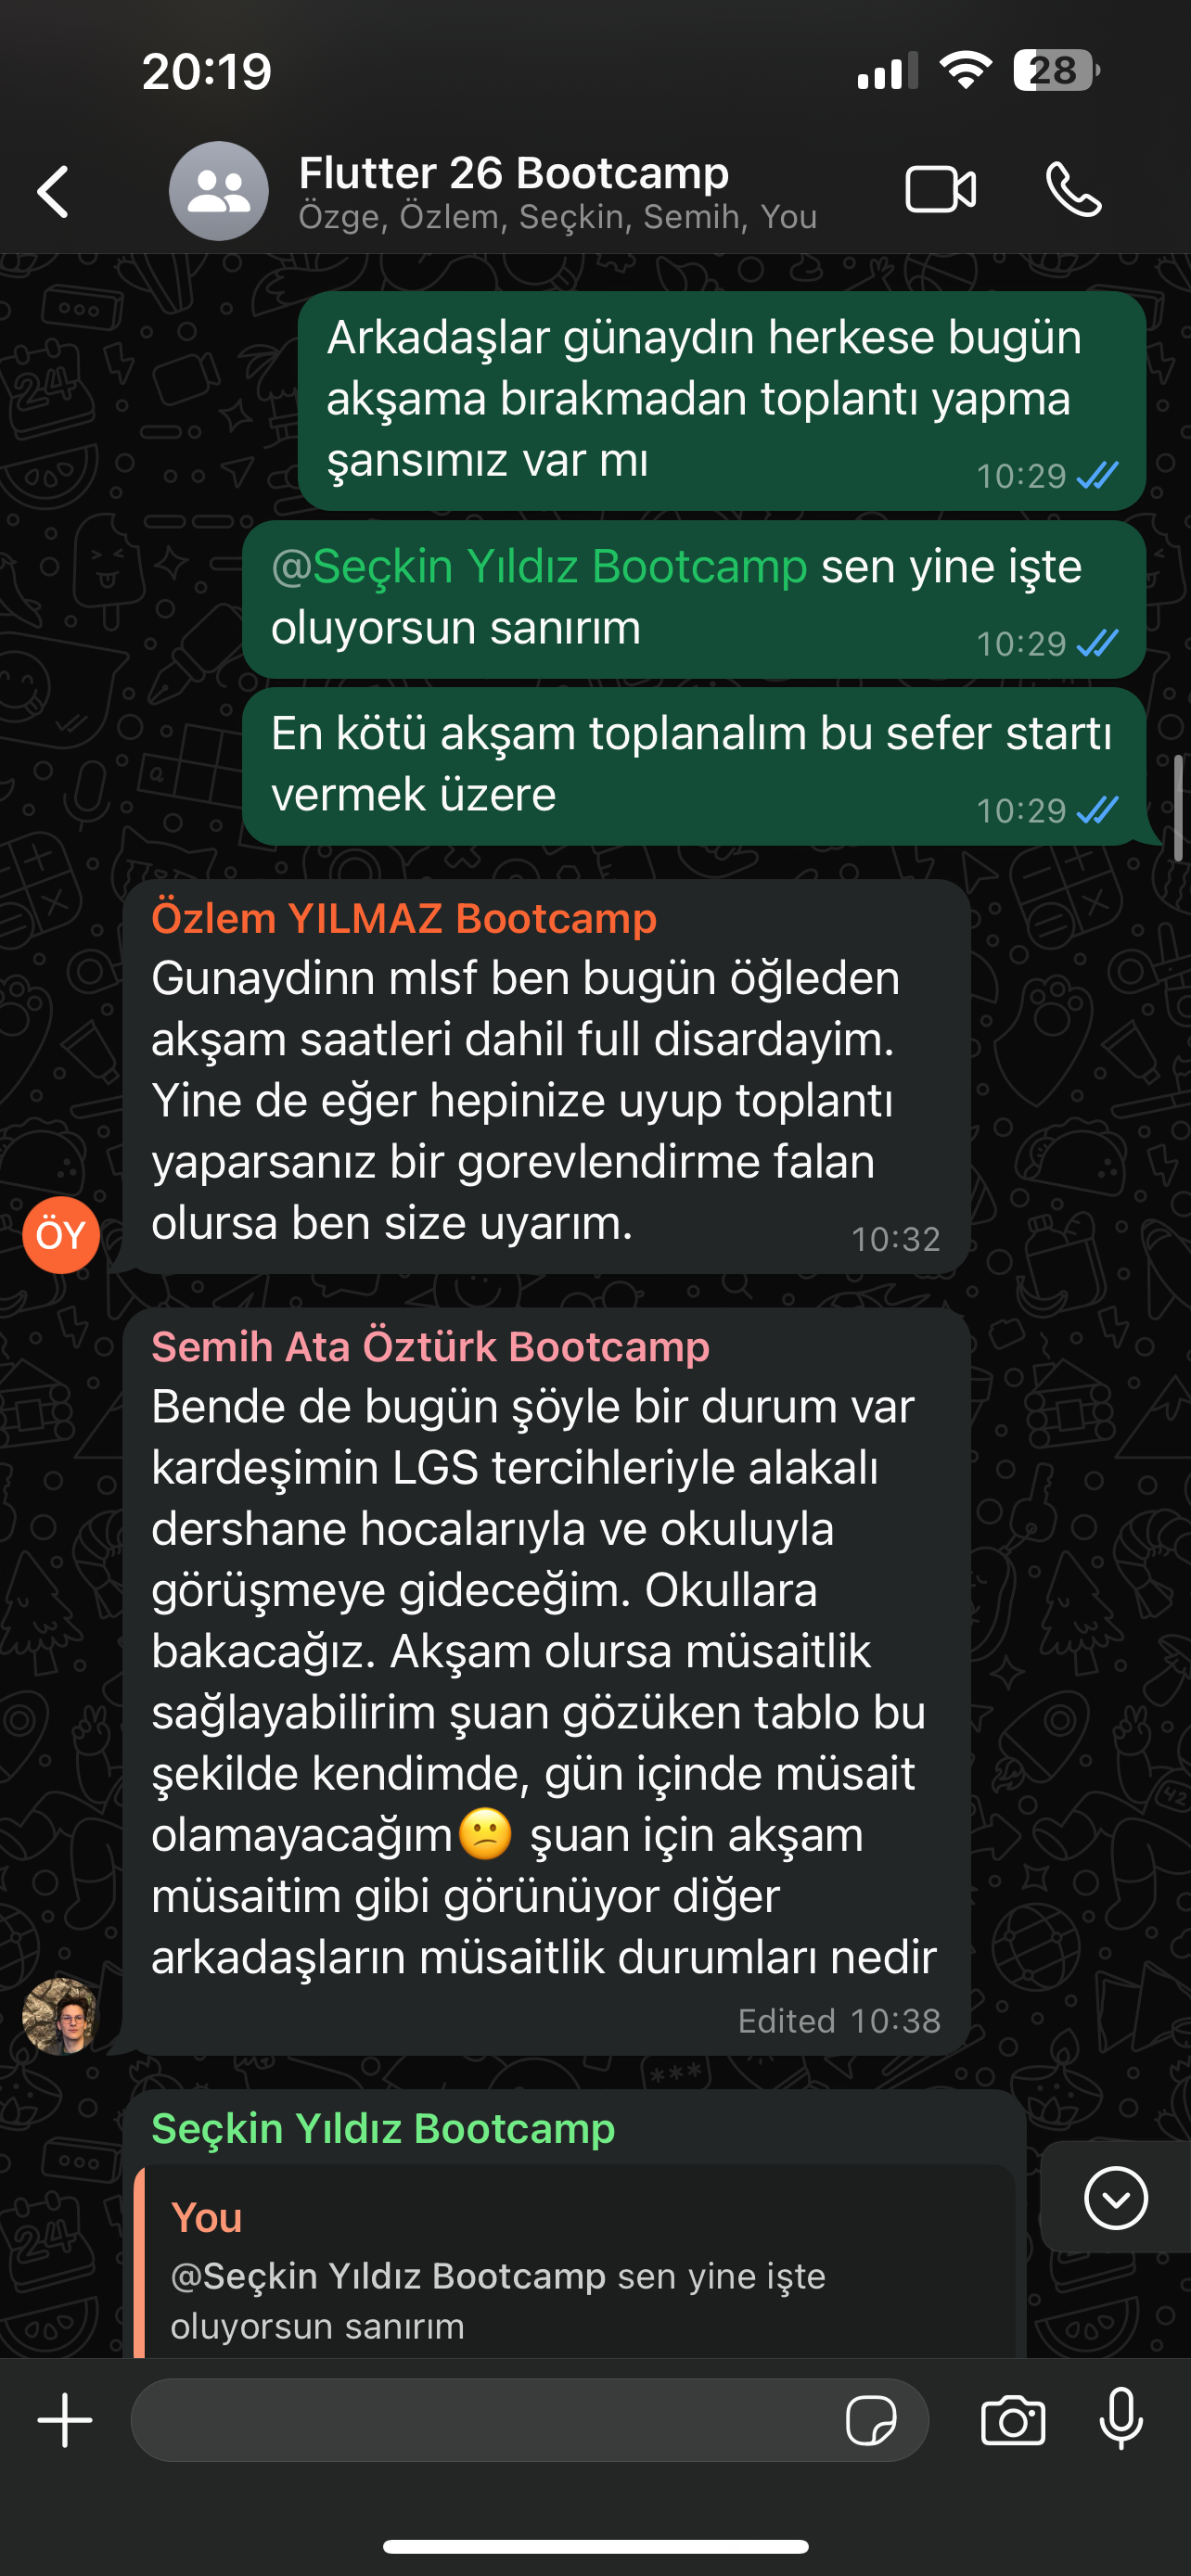 20:19
28
Flutter 26 Bootcamp
Özge, Özlem, Seçkin, Semih, You
Arkadaşlar günaydın herkese bugün
akşama bırakmadan toplantı yapma
şansımız var mı
10:29
@Seçkin Yıldız Bootcamp sen yine işte
oluyorsun sanırım
10:29
En kötü akşam toplanalım bu sefer startı
vermek üzere
10:29
Özlem YILMAZ Bootcamp
Gunaydinn mlsf ben bugün öğleden
akşam saatleri dahil full disardayim.
Yine de eğer hepinize uyup toplantı
yaparsanız bir gorevlendirme falan
olursa ben size uyarım.
10:32
ÖY
Semih Ata Öztürk Bootcamp
Bende de bugün şöyle bir durum var
kardeşimin LGS tercihleriyle alakalı
dershane hocalarıyla ve okuluyla
görüşmeye gideceğim. Okullara
bakacağız. Akşam olursa müsaitlik
sağlayabilirim şuan gözüken tablo bu
şekilde kendimde, gün içinde müsait
olamayacağım😕 şuan için akşam
müsaitim gibi görünüyor diğer
arkadaşların müsaitlik durumları nedir
Edited 10:38
Seçkin Yıldız Bootcamp
You
@Seçkin Yıldız Bootcamp sen yine işte
oluyorsun sanırım